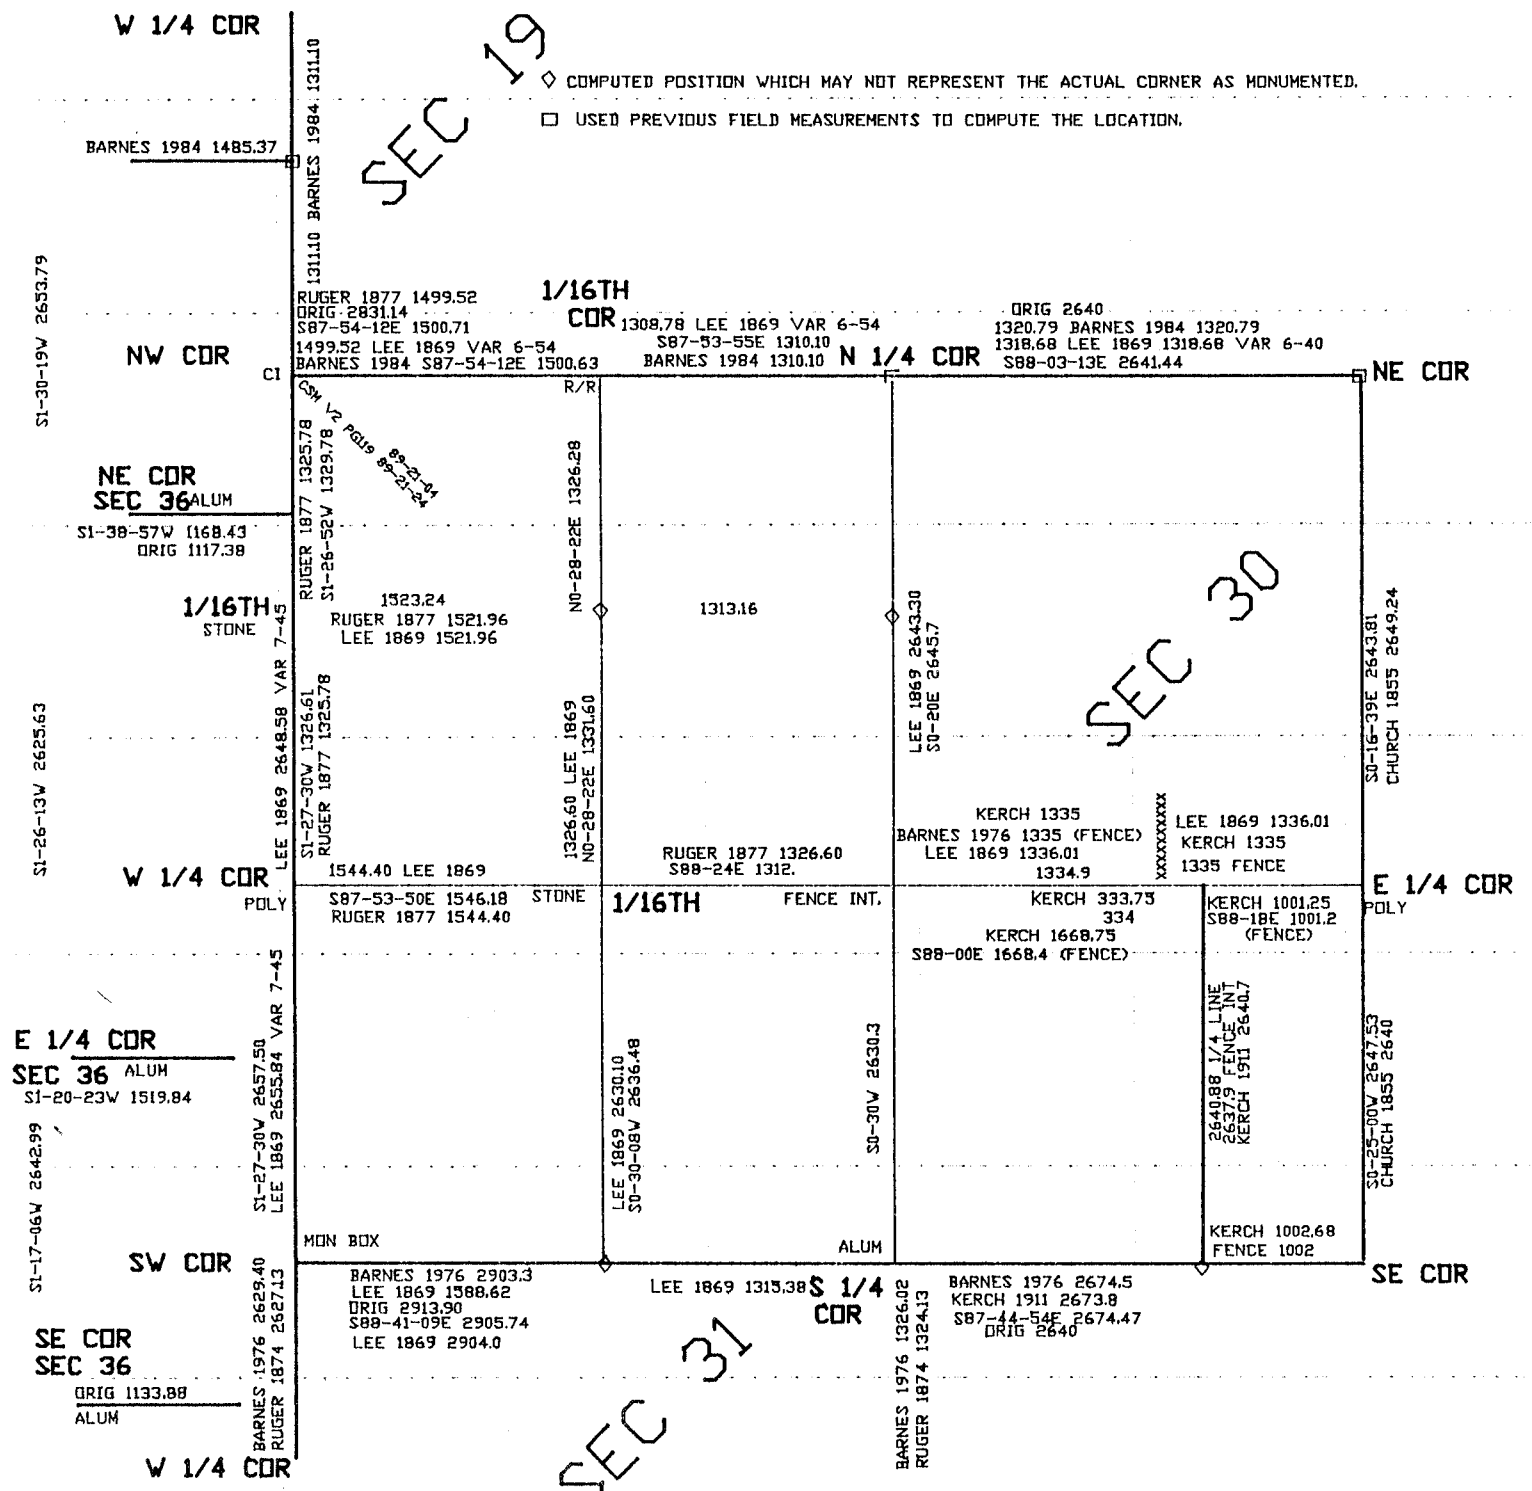 W 1/4 COR
SEC 19
◇ COMPUTED POSITION WHICH MAY NOT REPRESENT THE ACTUAL CORNER AS MONUMENTED.
□ USED PREVIOUS FIELD MEASUREMENTS TO COMPUTE THE LOCATION.
BARNES 1984 1485.37
1311.10 BARNES 1984 1311.10
S1-30-19W 2653.79
RUGER 1877 1499.52
ORIG 2831.14
S87-54-12E 1500.71
1499.52 LEE 1869 VAR 6-54
BARNES 1984 S87-54-12E 1500.63
1/16TH
COR
1308.78 LEE 1869 VAR 6-54
S87-53-55E 1310.10
BARNES 1984 1310.10
N 1/4 COR
ORIG 2640
1320.79 BARNES 1984 1320.79
1318.68 LEE 1869 1318.68 VAR 6-40
S88-03-13E 2641.44
NW COR
CI
R/R
NE COR
CSM V2 PG119
89-21-04
89-21-24
RUGER 1877 1325.78
S1-26-52W 1329.78
N0-28-22E 1326.28
NE COR
SEC 36
ALUM
S1-38-57W 1168.43
ORIG 1117.38
1/16TH
STONE
1523.24
RUGER 1877 1521.96
LEE 1869 1521.96
1313.16
SEC 30
LEE 1869 2643.30
S0-20E 2645.7
S0-16-39E 2643.81
CHURCH 1855 2649.24
S1-26-13W 2625.63
LEE 1869 2648.58 VAR 7-45
S1-27-30W 1326.61
RUGER 1877 1325.78
1326.60 LEE 1869
N0-28-22E 1331.60
KERCH 1335
BARNES 1976 1335 (FENCE)
LEE 1869 1336.01
1334.9
XXXXXXXXX
LEE 1869 1336.01
KERCH 1335
1335 FENCE
W 1/4 COR
POLY
1544.40 LEE 1869
S87-53-50E 1546.18
RUGER 1877 1544.40
STONE
1/16TH
RUGER 1877 1326.60
S88-24E 1312.
FENCE INT.
KERCH 333.75
334
KERCH 1668.75
S88-00E 1668.4 (FENCE)
KERCH 1001.25
S88-18E 1001.2
(FENCE)
E 1/4 COR
POLY
E 1/4 COR
SEC 36 ALUM
S1-20-23W 1519.84
S1-27-30W 2657.50
LEE 1869 2655.84 VAR 7-45
LEE 1869 2630.10
S0-30-08W 2636.48
S0-30W 2630.3
2640.88 1/4 LINE
2637.9 FENCE INT
KERCH 1911 2640.7
S0-25-00W 2647.53
CHURCH 1855 2640
S1-17-06W 2642.99
MON BOX
ALUM
KERCH 1002.68
FENCE 1002
SW COR
BARNES 1976 2903.3
LEE 1869 1588.62
ORIG 2913.90
S88-41-09E 2905.74
LEE 1869 2904.0
LEE 1869 1315.38
S 1/4
COR
BARNES 1976 2674.5
KERCH 1911 2673.8
S87-44-54E 2674.47
ORIG 2640
SE COR
SE COR
SEC 36
ORIG 1133.88
ALUM
BARNES 1976 2629.40
RUGER 1874 2627.13
BARNES 1976 1326.02
RUGER 1874 1324.13
SEC 31
W 1/4 COR